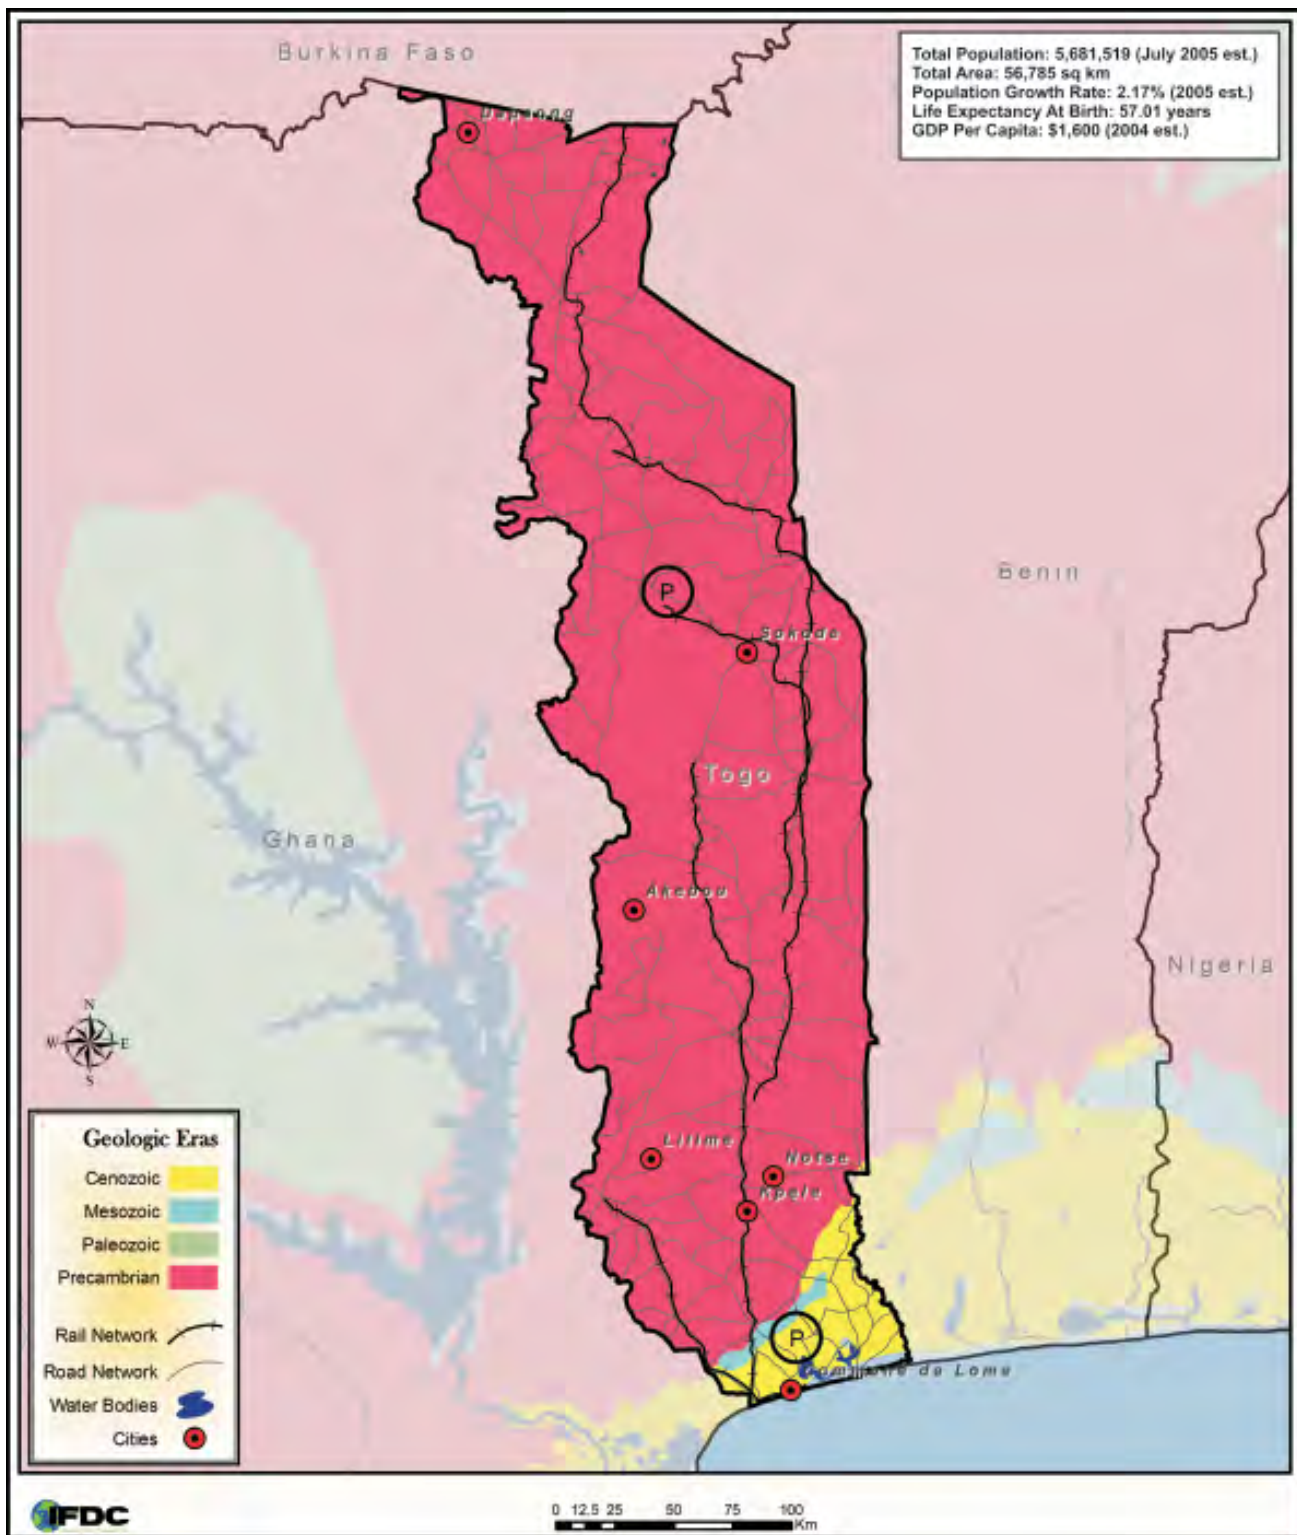 Burkina Faso
Total Population: 5,681,519 (July 2005 est.)
Total Area: 56,785 sq km
Population Growth Rate: 2.17% (2005 est.)
Life Expectancy At Birth: 57.01 years
GDP Per Capita: $1,600 (2004 est.)
Dapaong
Benin
P
Sokode
Togo
Ghana
Akebou
Nigeria
N
W E
S
Geologic Eras
Cenozoic
Mesozoic
Paleozoic
Precambrian
Rail Network
Road Network
Water Bodies
Cities
Lilime
Notse
Kpele
P
Commune de Lome
IFDC
0 12.5 25 50 75 100
Km